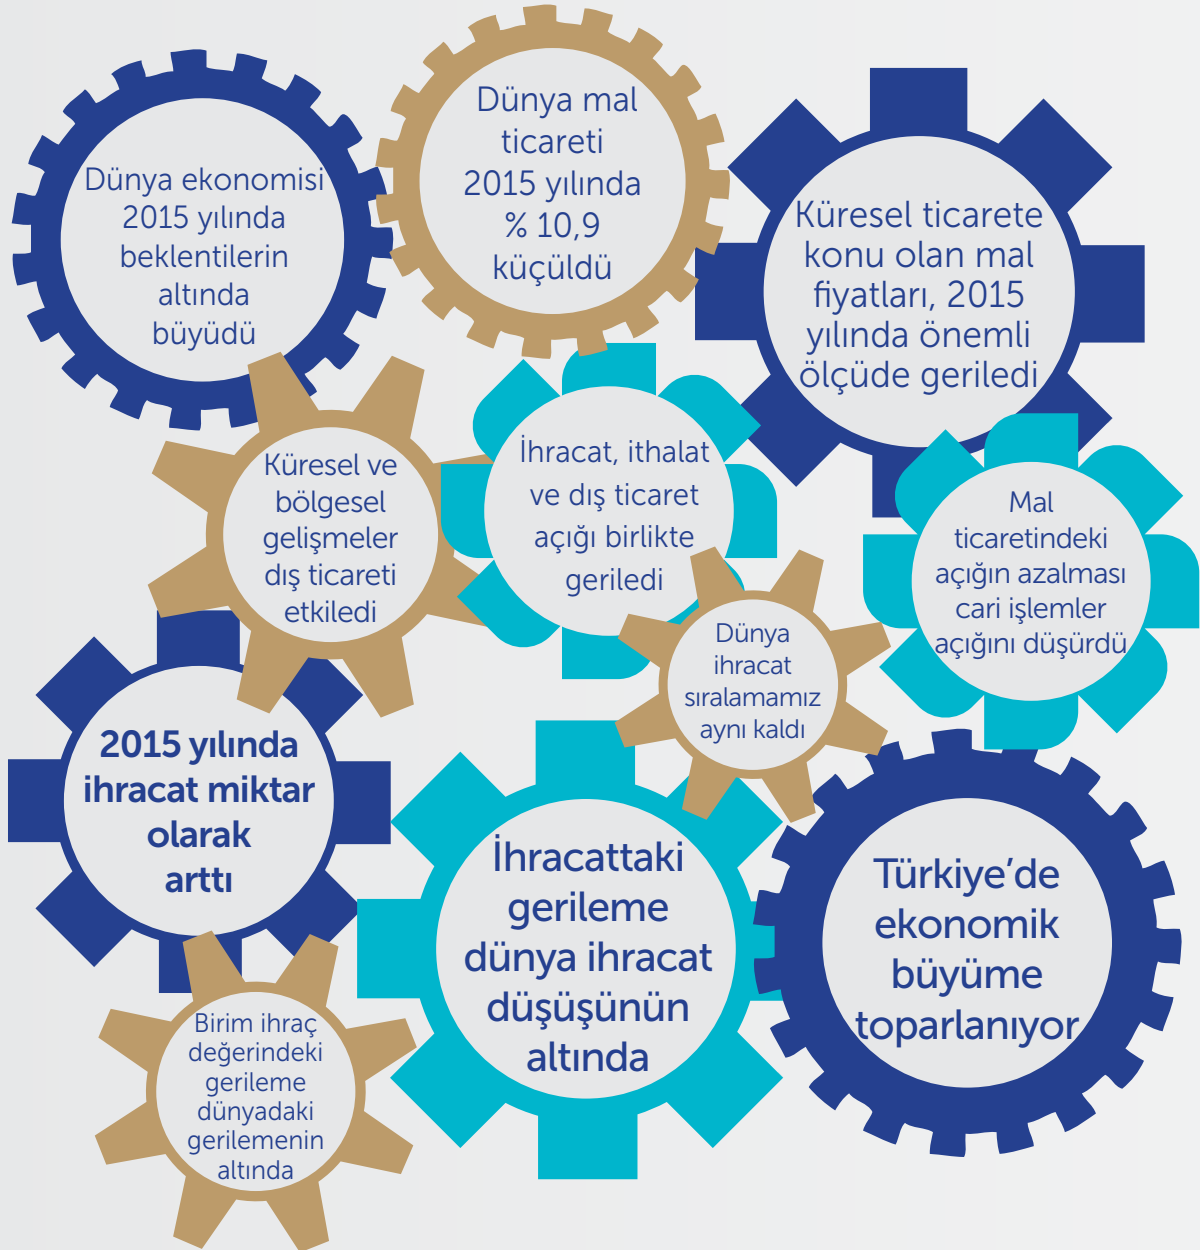 Dünya ekonomisi
2015 yılında
beklentilerin
altında
büyüdü
Dünya mal
ticareti
2015 yılında
% 10,9
küçüldü
Küresel ticarete
konu olan mal
fiyatları, 2015
yılında önemli
ölçüde geriledi
Küresel ve
bölgesel
gelişmeler
dış ticareti
etkiledi
İhracat, ithalat
ve dış ticaret
açığı birlikte
geriledi
Mal
ticaretindeki
açığın azalması
cari işlemler
açığını düşürdü
Dünya
ihracat
sıralamamız
aynı kaldı
2015 yılında
ihracat miktar
olarak
arttı
İhracattaki
gerileme
dünya ihracat
düşüşünün
altında
Türkiye’de
ekonomik
büyüme
toparlanıyor
Birim ihraç
değerindeki
gerileme
dünyadaki
gerilemenin
altında